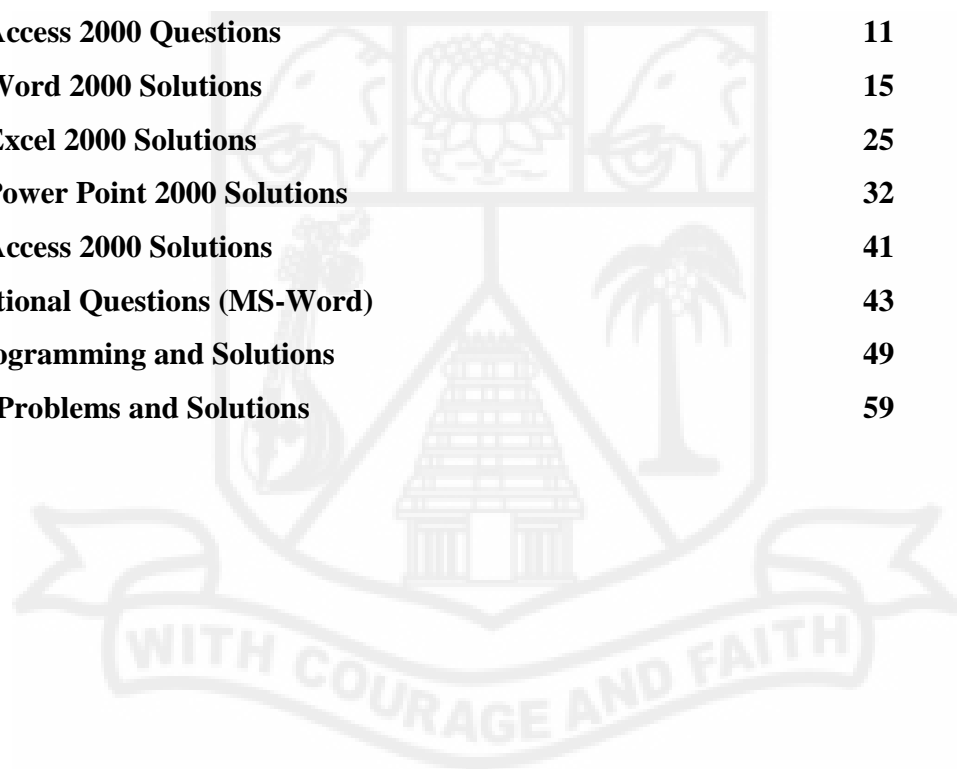 Access 2000 Questions 11
Word 2000 Solutions 15
Excel 2000 Solutions 25
Power Point 2000 Solutions 32
Access 2000 Solutions 41
tional Questions (MS-Word) 43
ogramming and Solutions 49
Problems and Solutions 59
WITH COURAGE AND FAITH